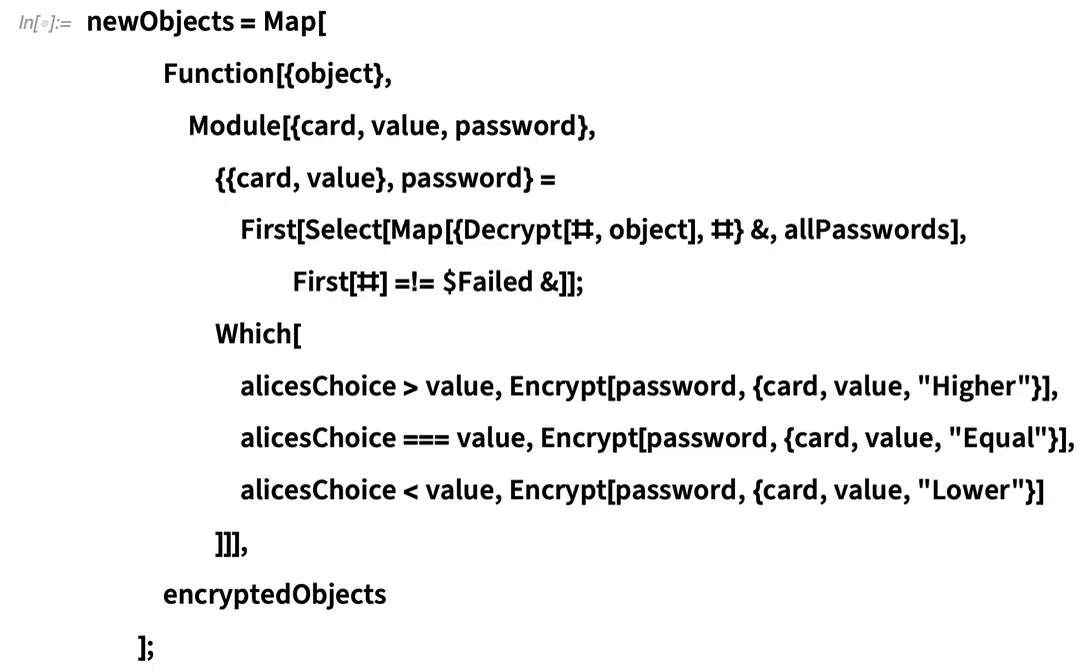 In[•]:= newObjects = Map[
Function[{object},
Module[{card, value, password},
{{card, value}, password} =
First[Select[Map[{Decrypt[#, object], #} &, allPasswords],
First[#] =!= $Failed &]];
Which[
alicesChoice > value, Encrypt[password, {card, value, "Higher"}],
alicesChoice === value, Encrypt[password, {card, value, "Equal"}],
alicesChoice < value, Encrypt[password, {card, value, "Lower"}]
]]],
encryptedObjects
];